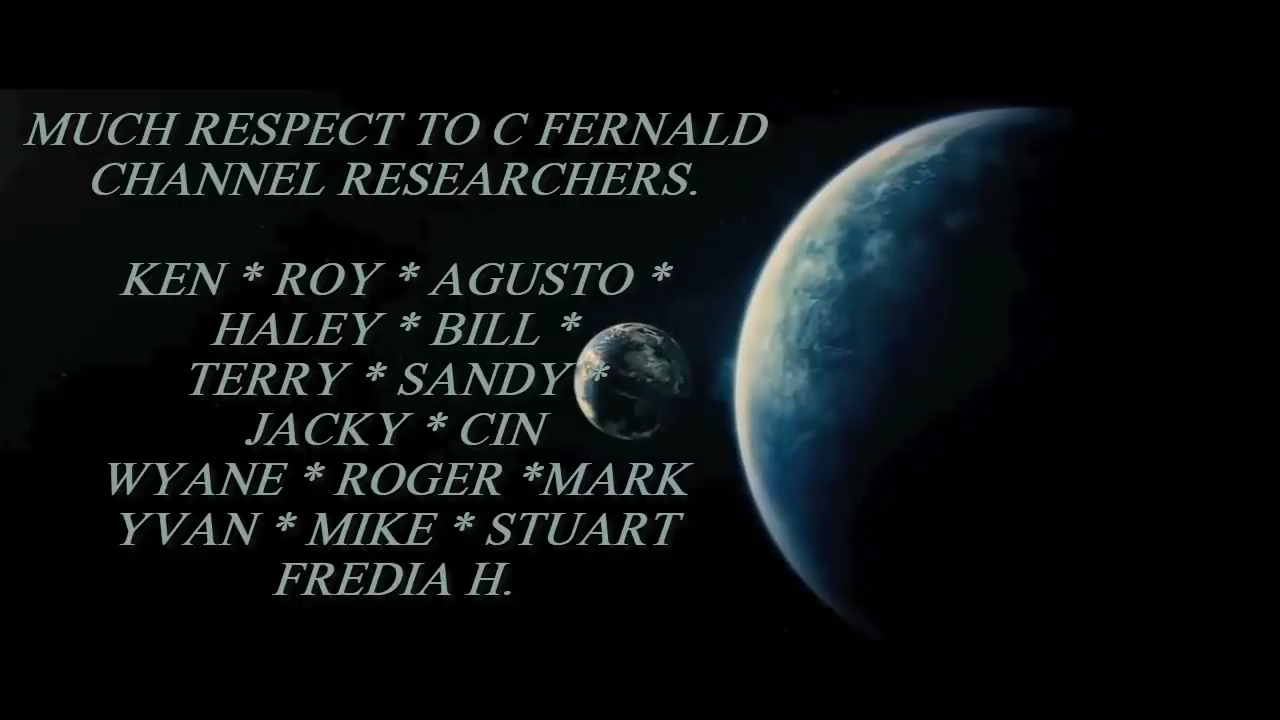 MUCH RESPECT TO C FERNALD
CHANNEL RESEARCHERS.
KEN * ROY * AGUSTO *
HALEY * BILL *
TERRY * SANDY *
JACKY * CIN
WYANE * ROGER *MARK
YVAN * MIKE * STUART
FREDIA H.